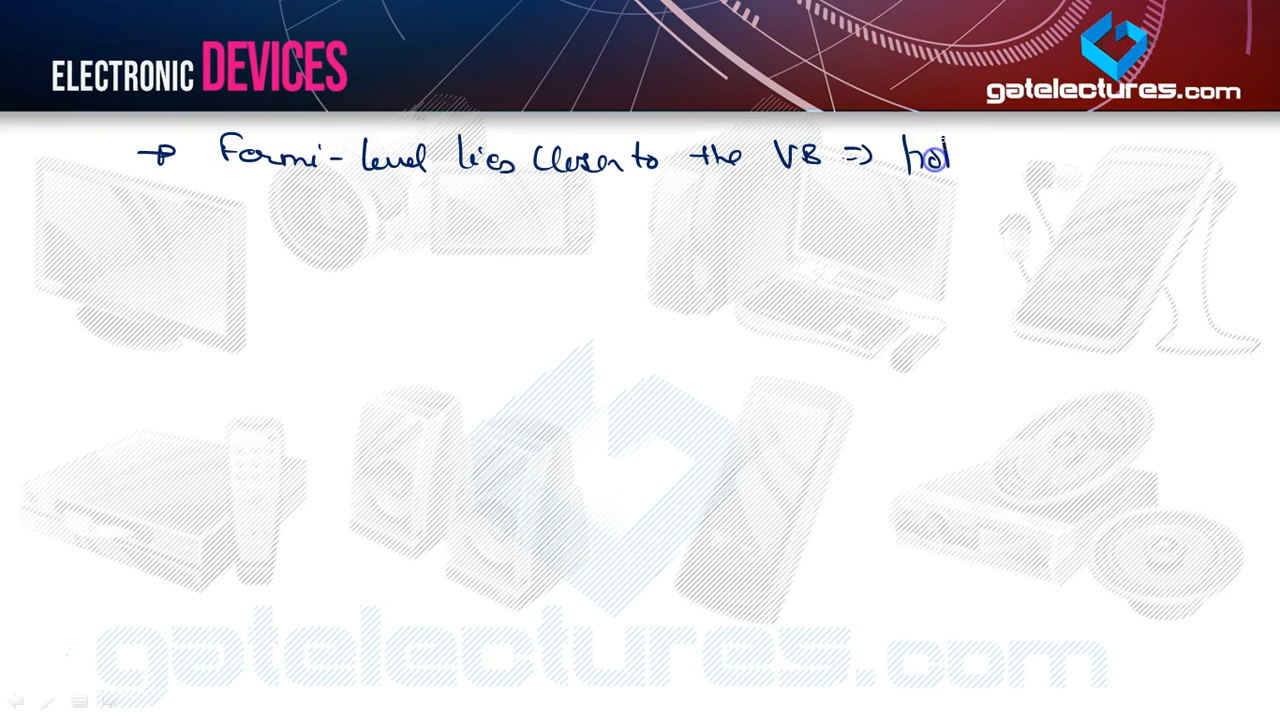 ELECTRONIC DEVICES
gatelectures.com
→ Fermi-level lies closer to the VB ⇒ hol
gatelectures.com